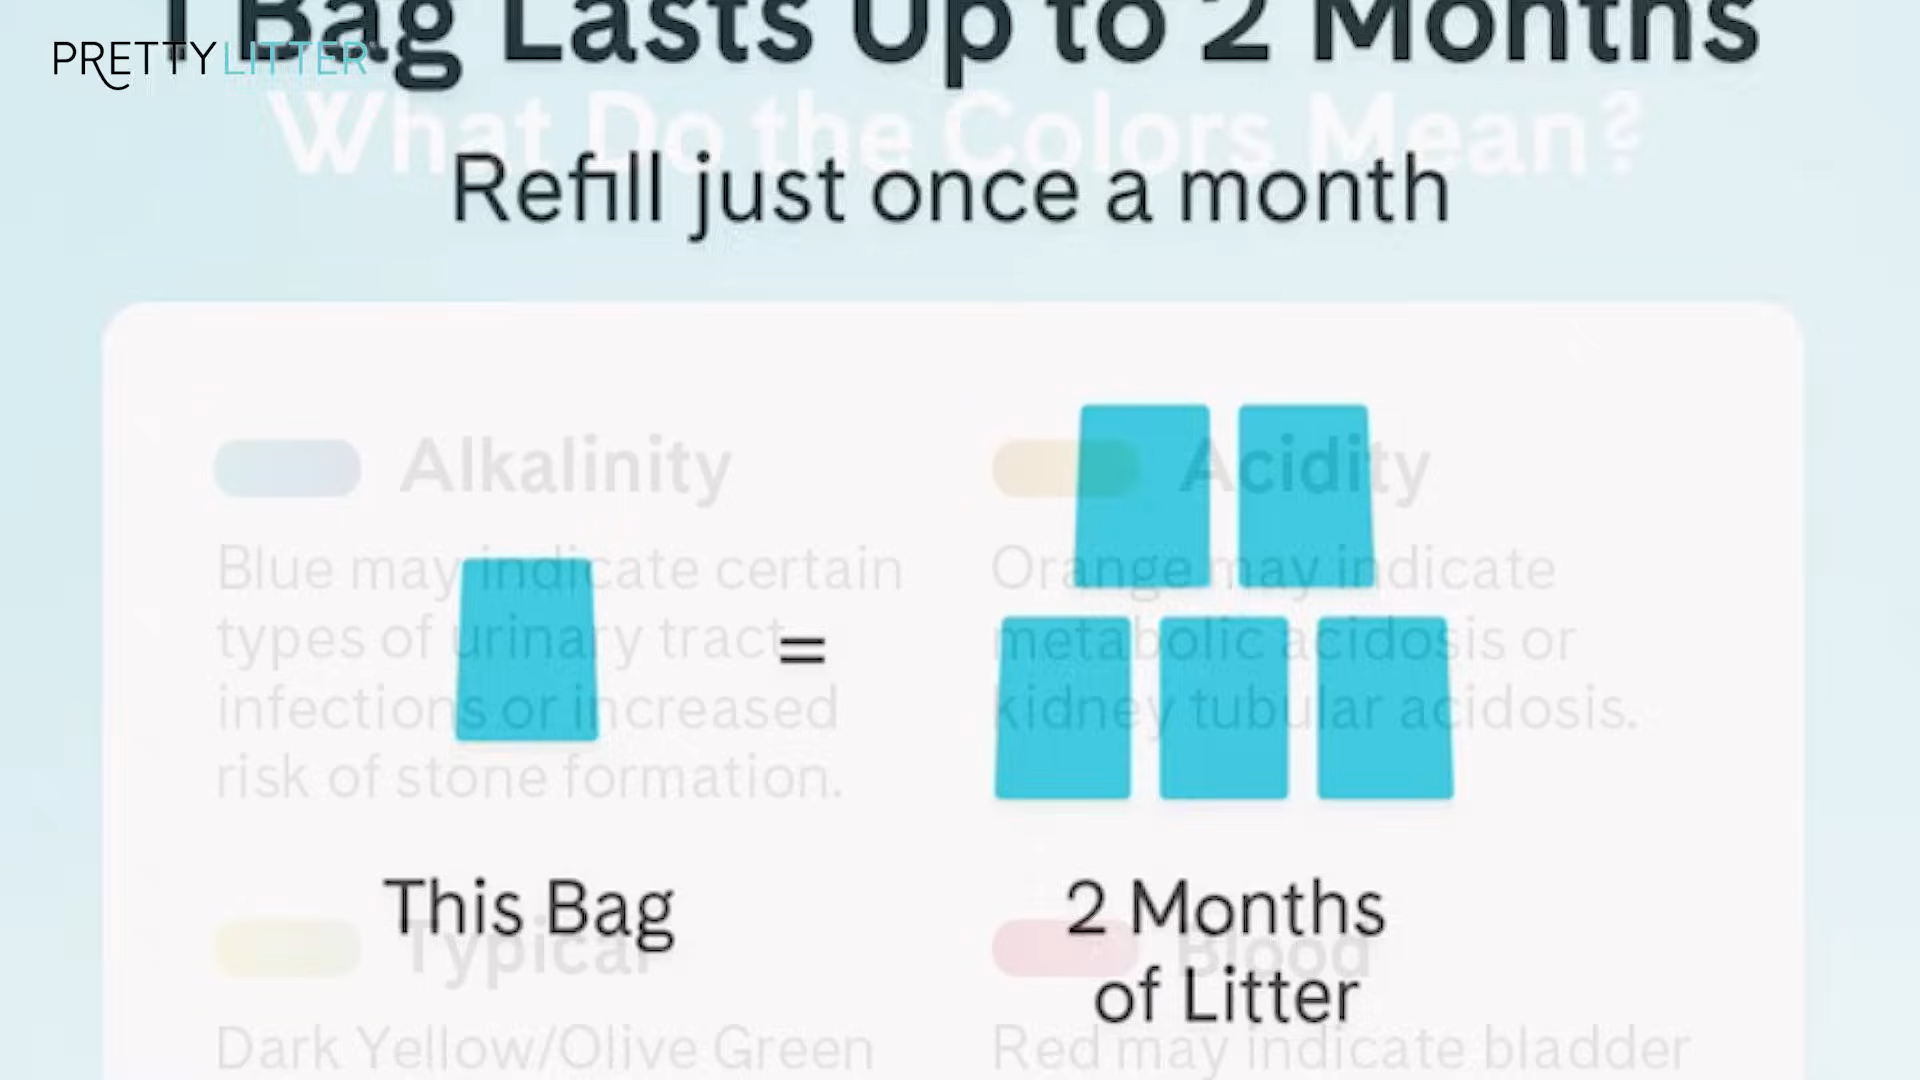 1 Bag Lasts Up to 2 Months
PRETTYLITTER
What Do the Colors Mean?
Refill just once a month
Alkalinity
Blue may indicate certain
types of urinary tract
infections or increased
risk of stone formation.
Acidity
Orange may indicate
metabolic acidosis or
kidney tubular acidosis.
=
This Bag
2 Months
of Litter
Typical
Dark Yellow/Olive Green
Blood
Red may indicate bladder